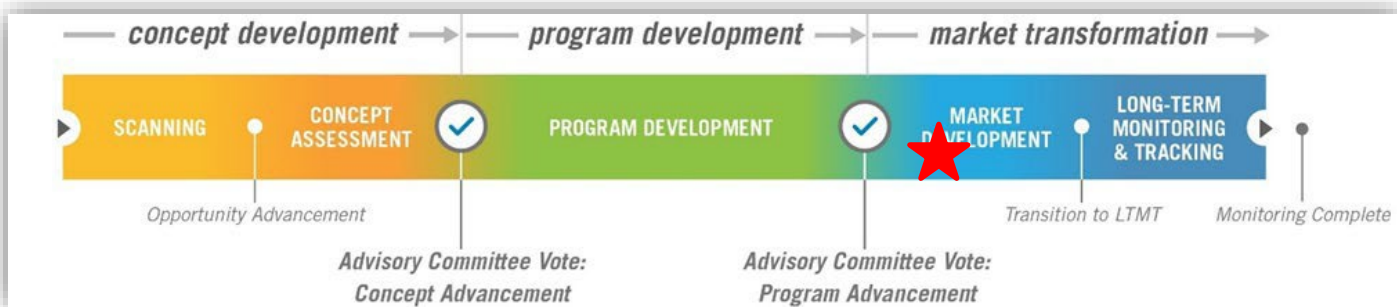 concept development
program development
market transformation
SCANNING
CONCEPT
ASSESSMENT
PROGRAM DEVELOPMENT
MARKET
DEVELOPMENT
LONG-TERM
MONITORING
& TRACKING
Opportunity Advancement
Transition to LTMT
Monitoring Complete
Advisory Committee Vote:
Concept Advancement
Advisory Committee Vote:
Program Advancement